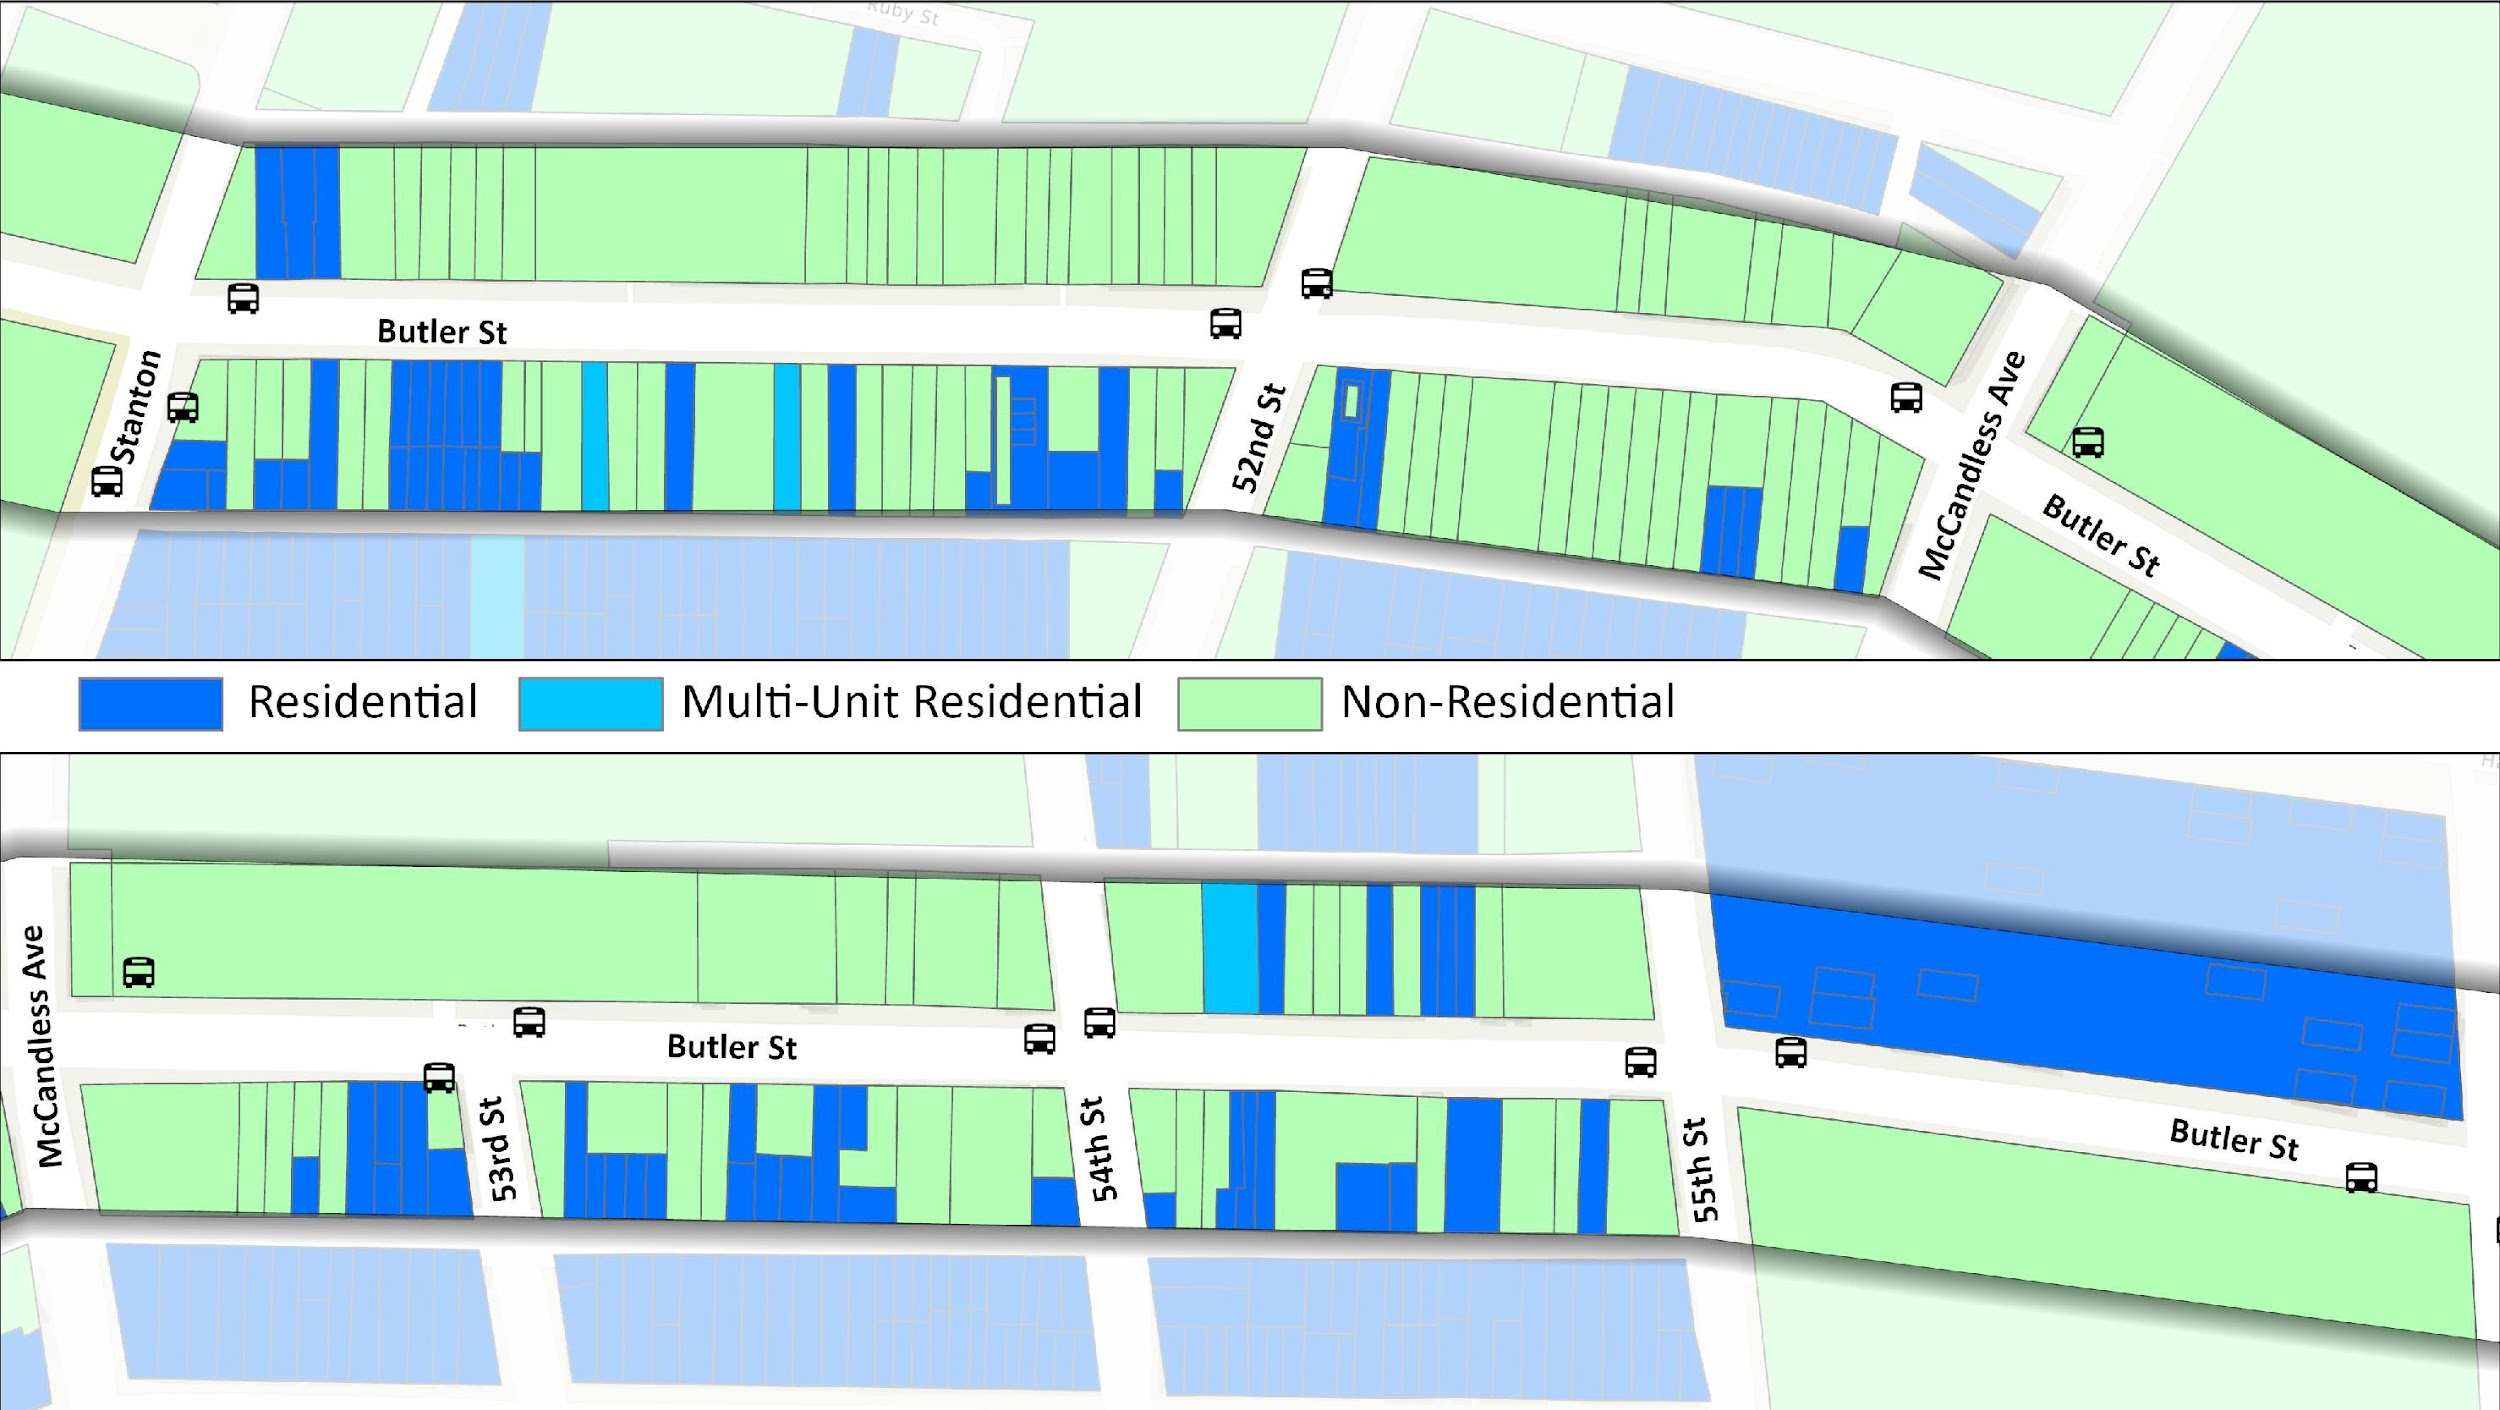 Ruby St
Butler St
Stanton
52nd St
McCandless Ave
Butler St
Residential
Multi-Unit Residential
Non-Residential
McCandless Ave
Butler St
53rd St
54th St
55th St
Butler St